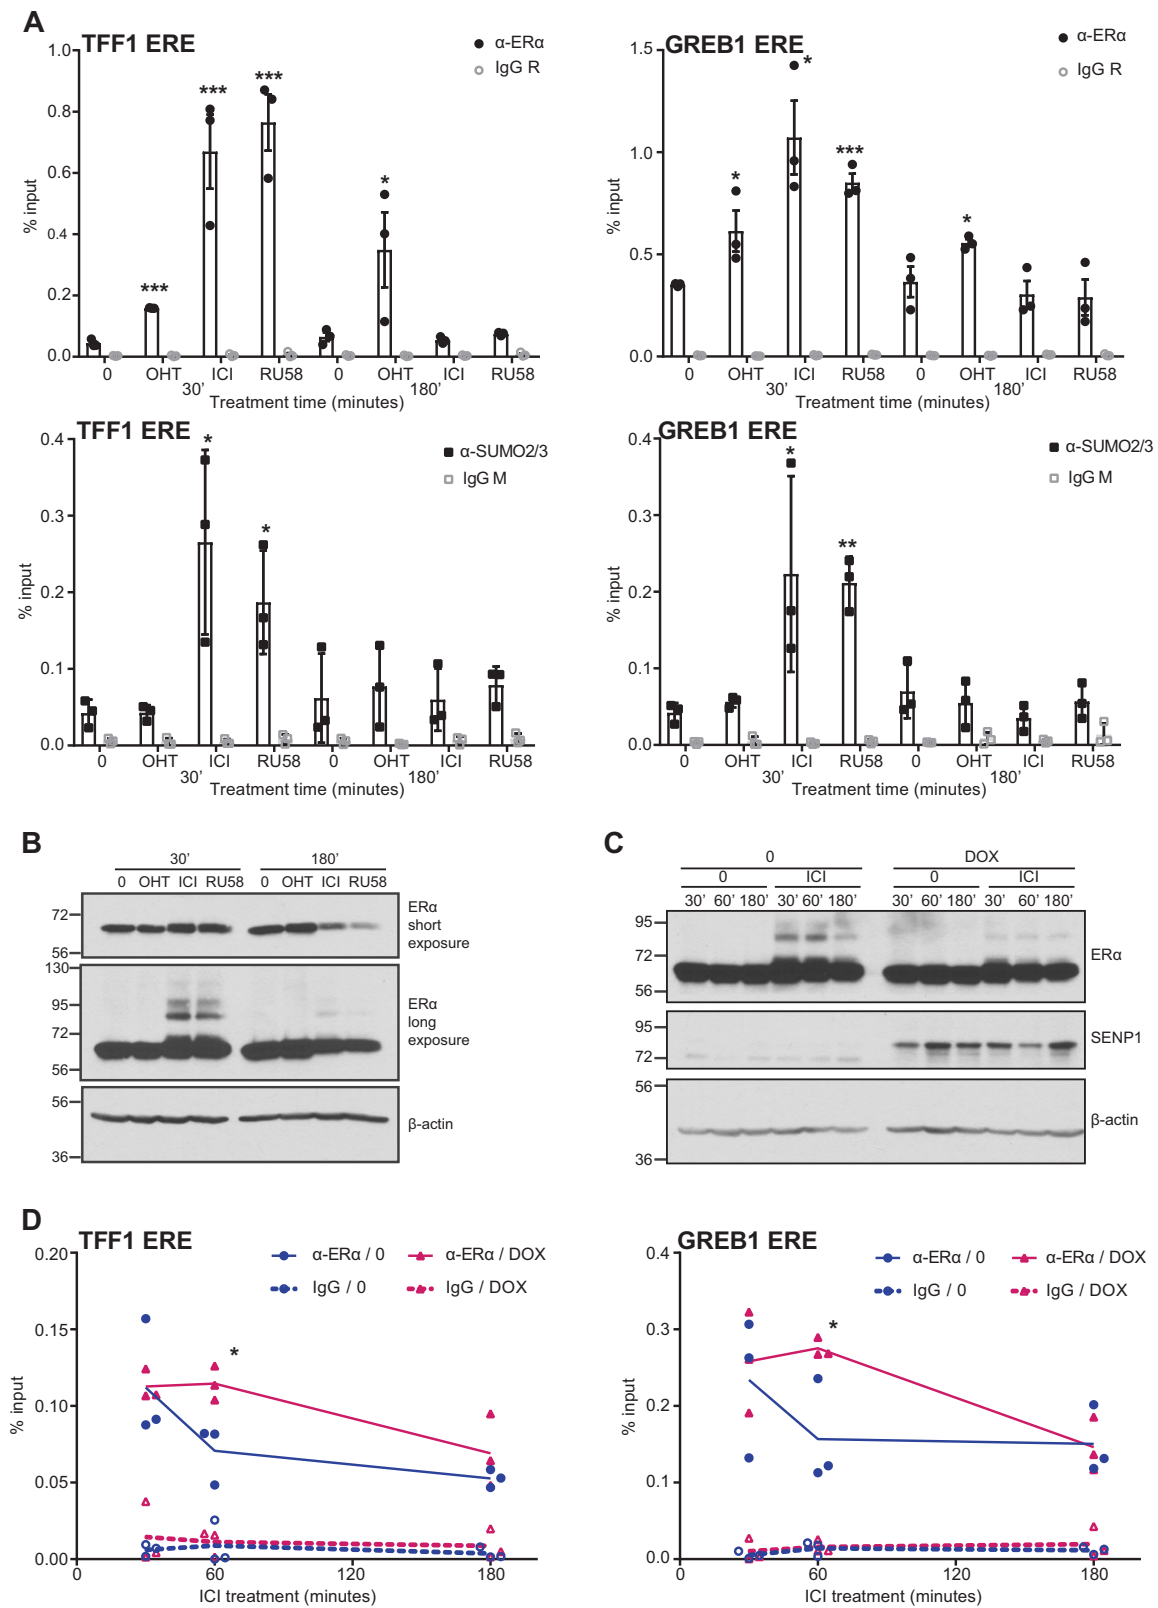 A
TFF1 ERE
α-ERα
IgG R
***
***
***
*
1.0
0.8
0.6
0.4
0.2
0.0
% input
0 OHT ICI RU58 0 OHT ICI RU58
30’ 180’
Treatment time (minutes)
GREB1 ERE
α-ERα
IgG R
*
*
***
*
1.5
1.0
0.5
0.0
% input
0 OHT ICI RU58 0 OHT ICI RU58
30’ 180’
Treatment time (minutes)
TFF1 ERE
α-SUMO2/3
IgG M
*
*
0.4
0.3
0.2
0.1
0.0
% input
0 OHT ICI RU58 0 OHT ICI RU58
30’ 180’
Treatment time (minutes)
GREB1 ERE
α-SUMO2/3
IgG M
*
**
0.4
0.3
0.2
0.1
0.0
% input
0 OHT ICI RU58 0 OHT ICI RU58
30’ 180’
Treatment time (minutes)
B
30’ 180’
0 OHT ICI RU58 0 OHT ICI RU58
72
56
ERα
short
exposure
130
95
72
56
ERα
long
exposure
56
36
β-actin
C
0 DOX
0 ICI 0 ICI
30’ 60’ 180’ 30’ 60’ 180’ 30’ 60’ 180’ 30’ 60’ 180’
95
72
56
ERα
95
72
SENP1
56
36
β-actin
D
TFF1 ERE
α-ERα / 0 α-ERα / DOX
IgG / 0 IgG / DOX
*
0.20
0.15
0.10
0.05
0.00
% input
0 60 120 180
ICI treatment (minutes)
GREB1 ERE
α-ERα / 0 α-ERα / DOX
IgG / 0 IgG / DOX
*
0.4
0.3
0.2
0.1
0.0
% input
0 60 120 180
ICI treatment (minutes)